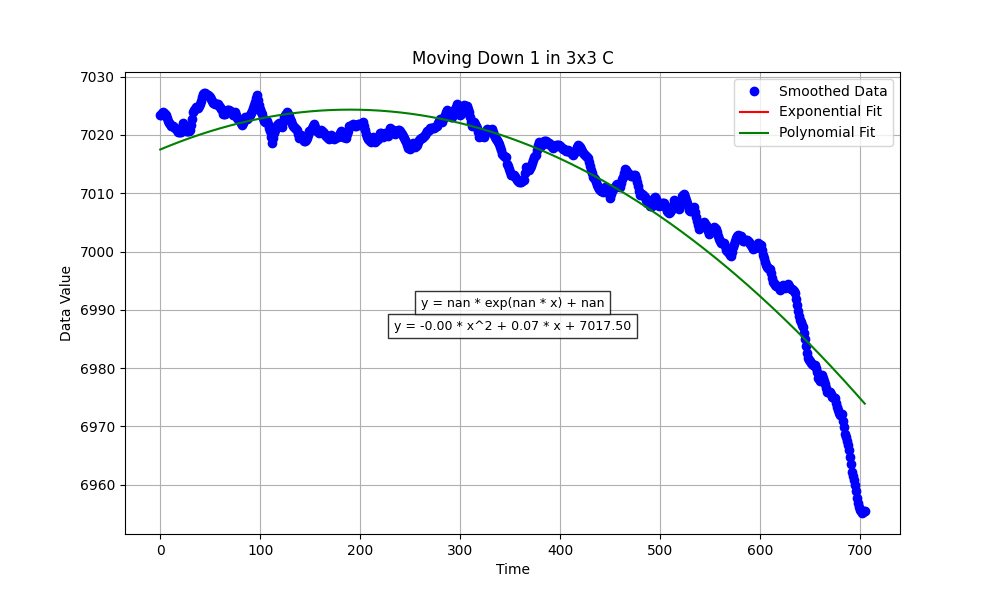 Moving Down 1 in 3x3 C
Smoothed Data
Exponential Fit
Polynomial Fit
Data Value
7030
7020
7010
7000
6990
6980
6970
6960
y = nan * exp(nan * x) + nan
y = -0.00 * x^2 + 0.07 * x + 7017.50
0 100 200 300 400 500 600 700
Time